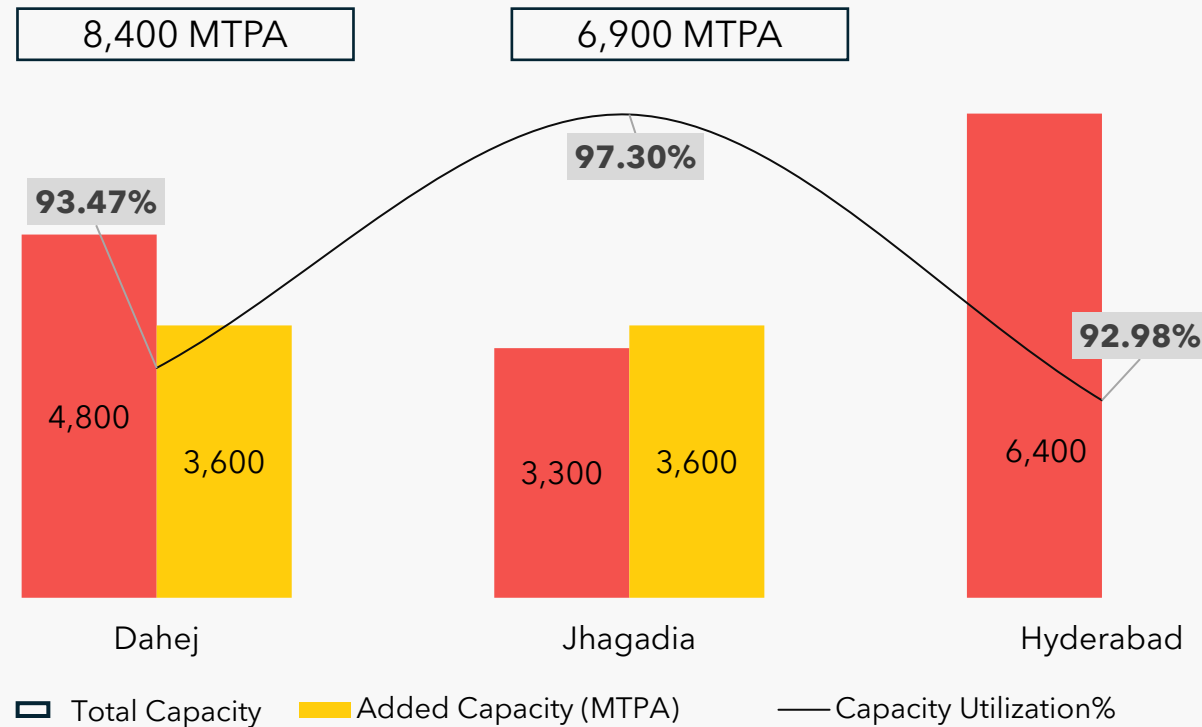 8,400 MTPA
6,900 MTPA
97.30%
93.47%
92.98%
4,800
3,600
3,300
3,600
6,400
Dahej
Jhagadia
Hyderabad
Total Capacity
Added Capacity (MTPA)
Capacity Utilization%